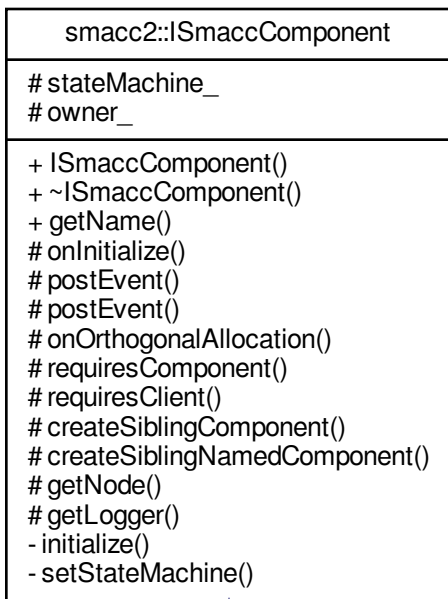 smacc2::ISmaccComponent
# stateMachine_
# owner_
+ ISmaccComponent()
+ ~ISmaccComponent()
+ getName()
# onInitialize()
# postEvent()
# postEvent()
# onOrthogonalAllocation()
# requiresComponent()
# requiresClient()
# createSiblingComponent()
# createSiblingNamedComponent()
# getNode()
# getLogger()
- initialize()
- setStateMachine()